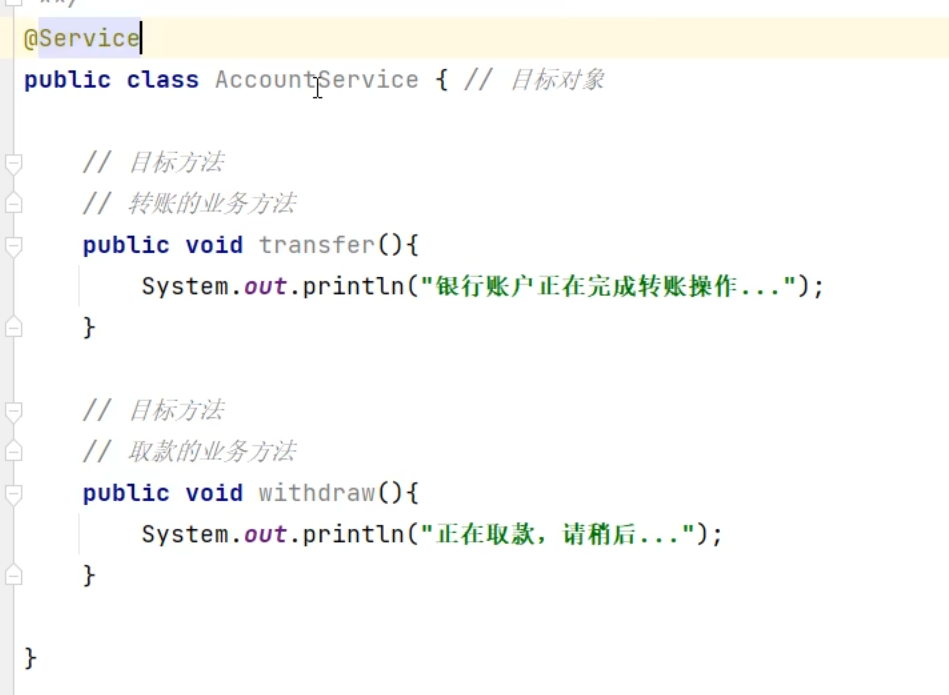 **/
@Service
public class AccountService { // 目标对象
// 目标方法
// 转账的业务方法
public void transfer(){
System.out.println("银行账户正在完成转账操作...");
}
// 目标方法
// 取款的业务方法
public void withdraw(){
System.out.println("正在取款，请稍后...");
}
}